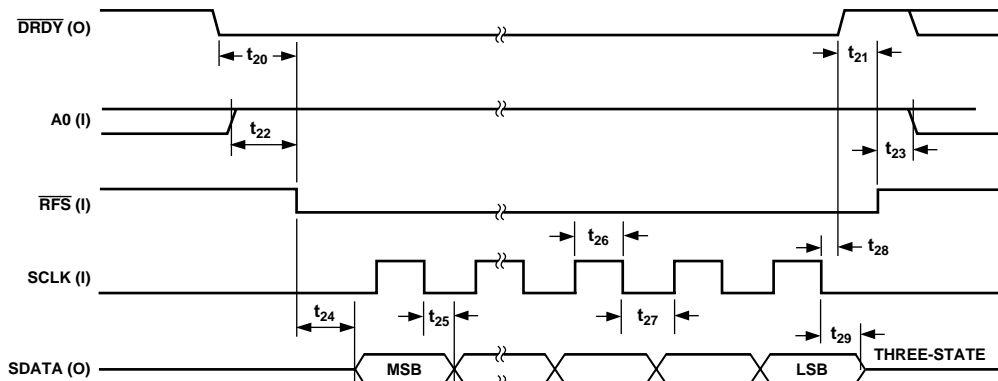 DRDY (O)
t20
t21
A0 (I)
t22
t23
RFS (I)
t26
t28
SCLK (I)
t24
t25
t27
t29
SDATA (O)
MSB
LSB
THREE-STATE